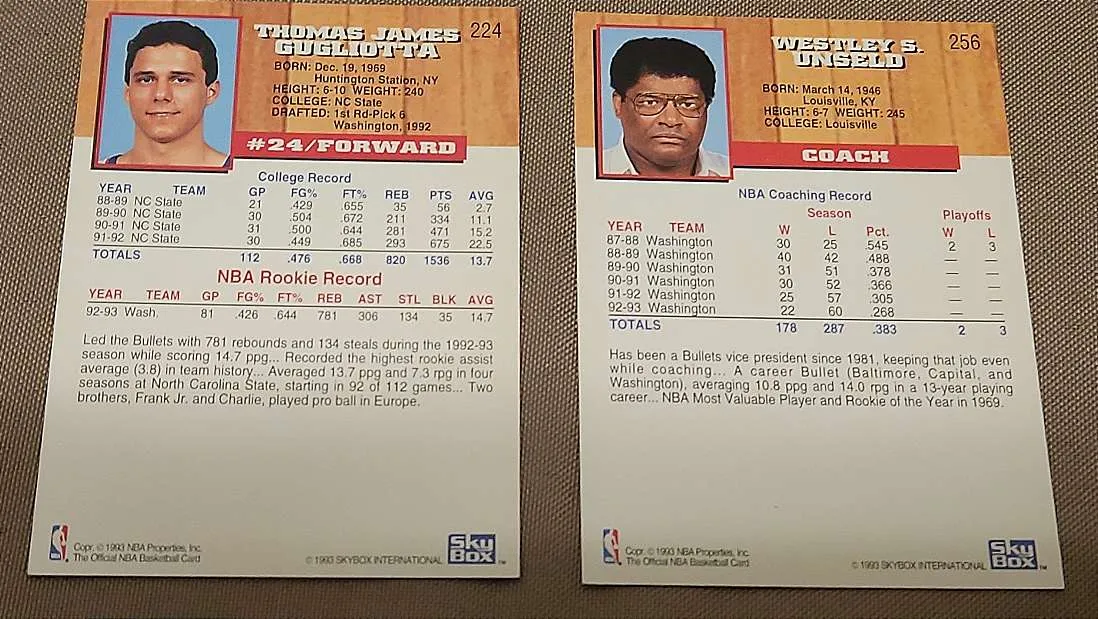 THOMAS JAMES 224
GUGLIOTTA
BORN: Dec. 19, 1969
Huntington Station, NY
HEIGHT: 6-10 WEIGHT: 240
COLLEGE: NC State
DRAFTED: 1st Rd-Pick 6
Washington, 1992
#24/FORWARD
College Record
YEAR TEAM GP FG% FT% REB PTS AVG
88-89 NC State 21 .429 .655 35 56 2.7
89-90 NC State 30 .504 .672 211 334 11.1
90-91 NC State 31 .500 .644 281 471 15.2
91-92 NC State 30 .449 .685 293 675 22.5
TOTALS 112 .476 .668 820 1536 13.7
NBA Rookie Record
YEAR TEAM GP FG% FT% REB AST STL BLK AVG
92-93 Wash. 81 .426 .644 781 306 134 35 14.7
Led the Bullets with 781 rebounds and 134 steals during the 1992-93
season while scoring 14.7 ppg... Recorded the highest rookie assist
average (3.8) in team history... Averaged 13.7 ppg and 7.3 rpg in four
seasons at North Carolina State, starting in 92 of 112 games... Two
brothers, Frank Jr. and Charlie, played pro ball in Europe.
Copr. © 1993 NBA Properties, Inc.
The Official NBA Basketball Card
© 1993 SKYBOX INTERNATIONAL
SKY
BOX™
WESTLEY S. 256
UNSELD
BORN: March 14, 1946
Louisville, KY
HEIGHT: 6-7 WEIGHT: 245
COLLEGE: Louisville
COACH
NBA Coaching Record
Season Playoffs
YEAR TEAM W L Pct. W L
87-88 Washington 30 25 .545 2 3
88-89 Washington 40 42 .488 — —
89-90 Washington 31 51 .378 — —
90-91 Washington 30 52 .366 — —
91-92 Washington 25 57 .305 — —
92-93 Washington 22 60 .268 — —
TOTALS 178 287 .383 2 3
Has been a Bullets vice president since 1981, keeping that job even
while coaching... A career Bullet (Baltimore, Capital, and
Washington), averaging 10.8 ppg and 14.0 rpg in a 13-year playing
career... NBA Most Valuable Player and Rookie of the Year in 1969.
Copr. © 1993 NBA Properties, Inc.
The Official NBA Basketball Card
© 1993 SKYBOX INTERNATIONAL
SKY
BOX™